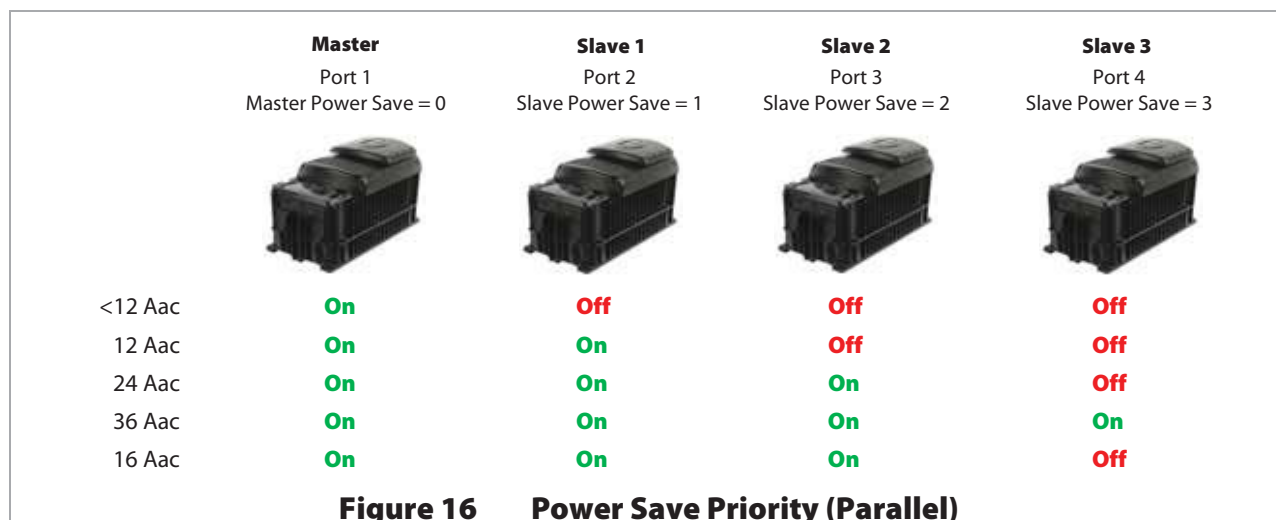 Master Slave 1 Slave 2 Slave 3
Port 1 Port 2 Port 3 Port 4
Master Power Save = 0 Slave Power Save = 1 Slave Power Save = 2 Slave Power Save = 3
<12 Aac On Off Off Off
12 Aac On On Off Off
24 Aac On On On Off
36 Aac On On On On
16 Aac On On On Off
Figure 16 Power Save Priority (Parallel)